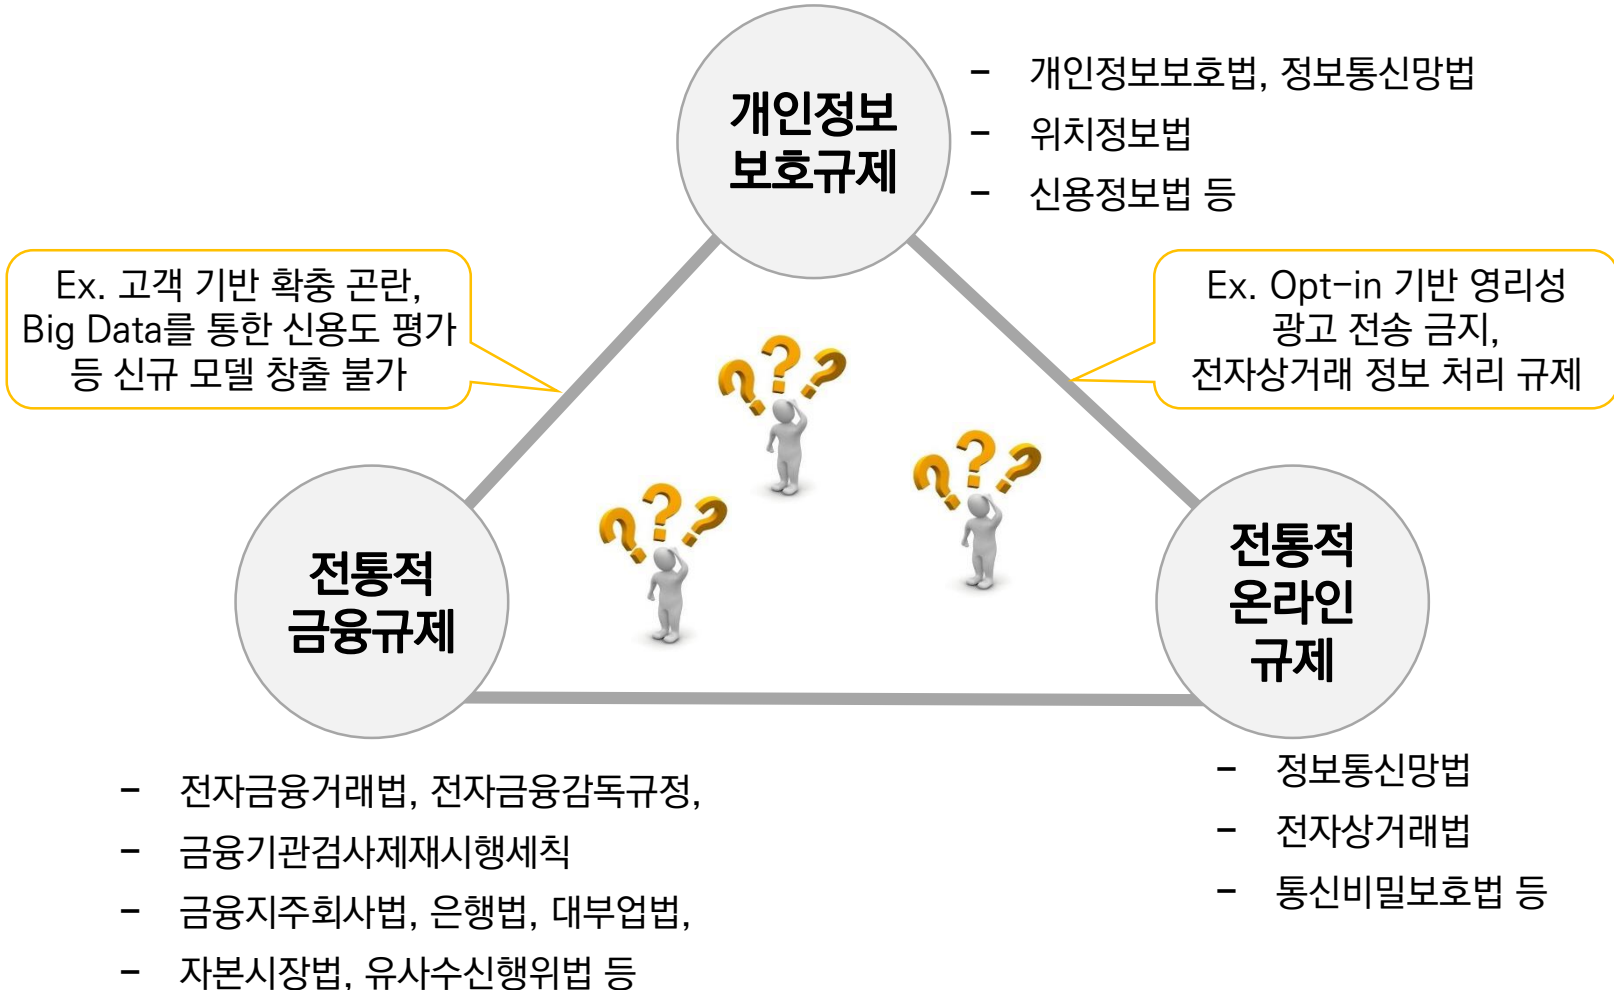 개인정보
보호규제
- 개인정보보호법, 정보통신망법
- 위치정보법
- 신용정보법 등
Ex. 고객 기반 확충 곤란,
Big Data를 통한 신용도 평가
등 신규 모델 창출 불가
Ex. Opt-in 기반 영리성
광고 전송 금지,
전자상거래 정보 처리 규제
전통적
금융규제
전통적
온라인
규제
- 전자금융거래법, 전자금융감독규정,
- 금융기관검사제재시행세칙
- 금융지주회사법, 은행법, 대부업법,
- 자본시장법, 유사수신행위법 등
- 정보통신망법
- 전자상거래법
- 통신비밀보호법 등